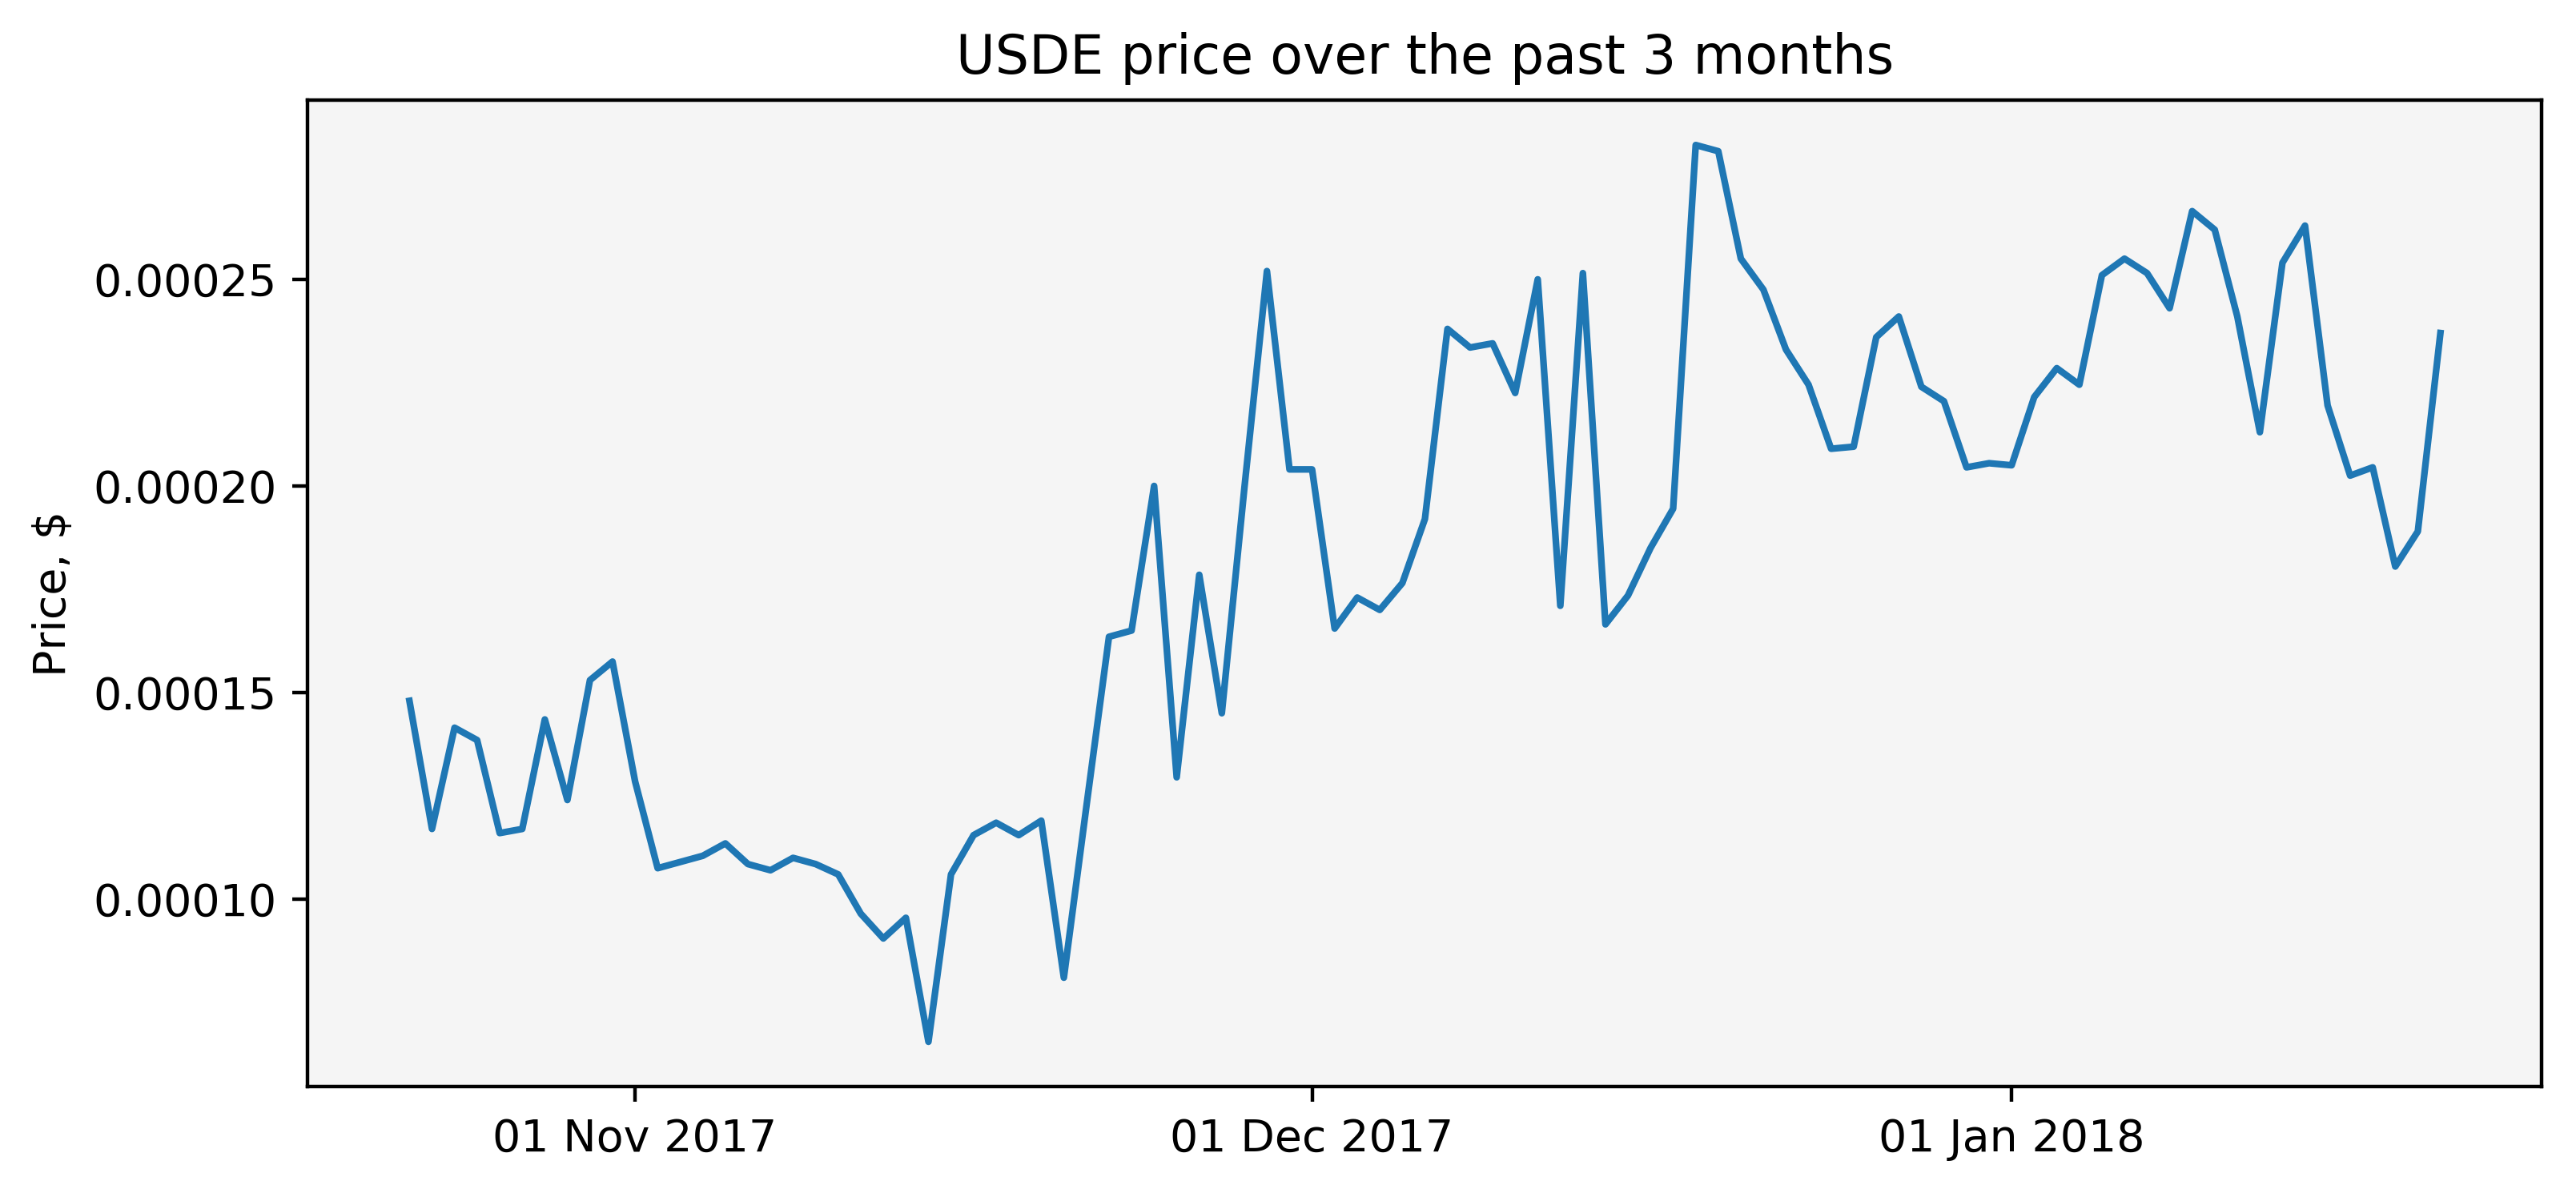 USDE price over the past 3 months
Price, $
0.00025
0.00020
0.00015
0.00010
01 Nov 2017
01 Dec 2017
01 Jan 2018